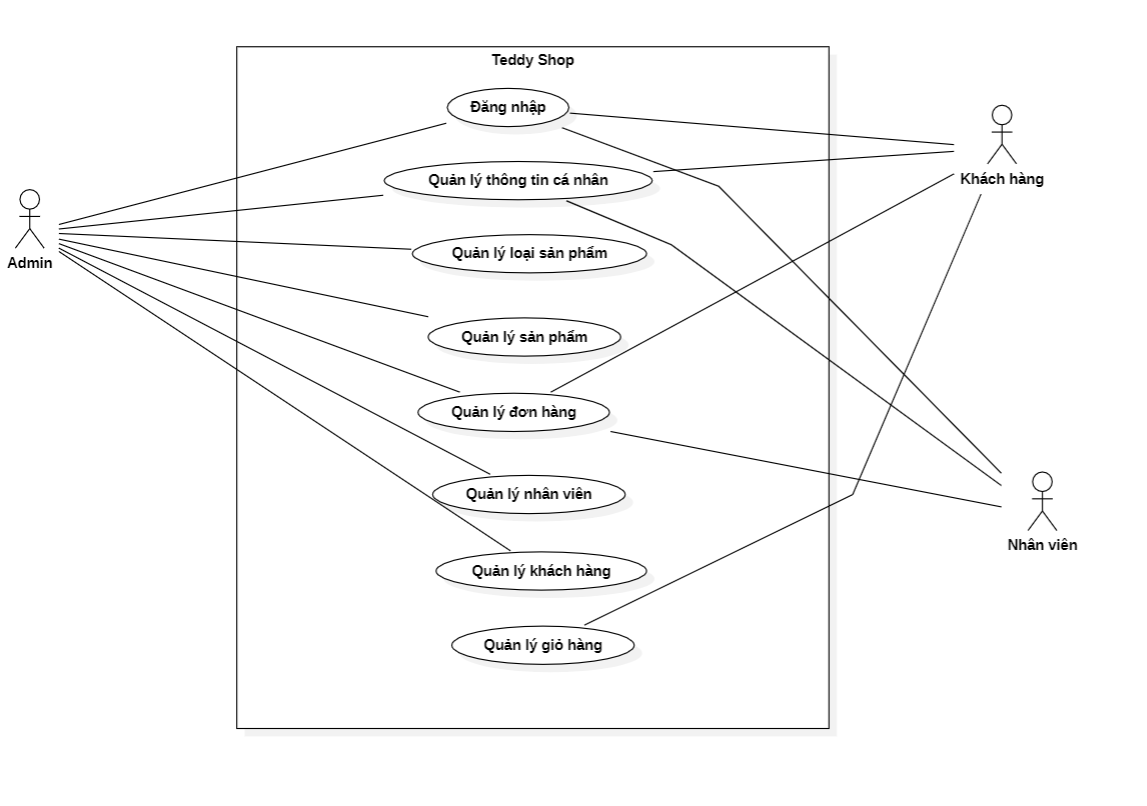 Teddy Shop
Đăng nhập
Quản lý thông tin cá nhân
Khách hàng
Quản lý loại sản phẩm
Admin
Quản lý sản phẩm
Quản lý đơn hàng
Quản lý nhân viên
Nhân viên
Quản lý khách hàng
Quản lý giỏ hàng